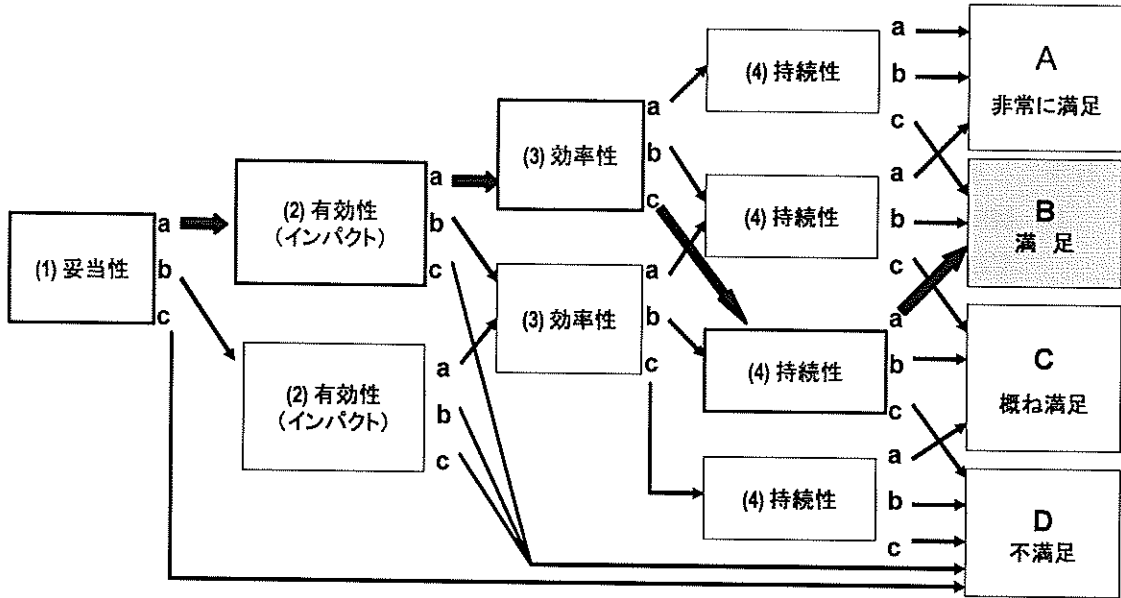 (1) 妥当性
a
b
c
(2) 有効性
（インパクト）
a
b
c
(2) 有効性
（インパクト）
a
b
c
(3) 効率性
a
b
c
(3) 効率性
a
b
c
(4) 持続性
a
b
c
(4) 持続性
a
b
c
(4) 持続性
a
b
c
(4) 持続性
a
b
c
A
非常に満足
B
満 足
C
概ね満足
D
不満足